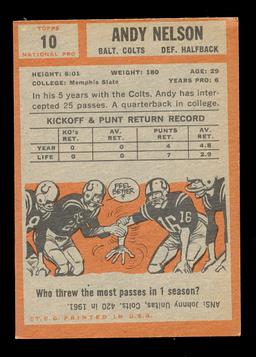 TOPPS
10
NATIONAL PRO
ANDY NELSON
BALT. COLTS DEF. HALFBACK
HEIGHT: 6:01 WEIGHT: 180 AGE: 29
COLLEGE: Memphis State YEARS PRO: 6
In his 5 years with the Colts, Andy has inter-
cepted 25 passes. A quarterback in college.
KICKOFF & PUNT RETURN RECORD
KO's RET. AV. RET. PUNTS RET. AV. RET.
YEAR 0 0 4 4.8
LIFE 0 0 7 2.9
FEEL BETTER?
16
Who threw the most passes in 1 season?
ANS: Johnny Unitas, Colts. 420 in 1961.
©T.C.G. PRINTED IN U.S.A.